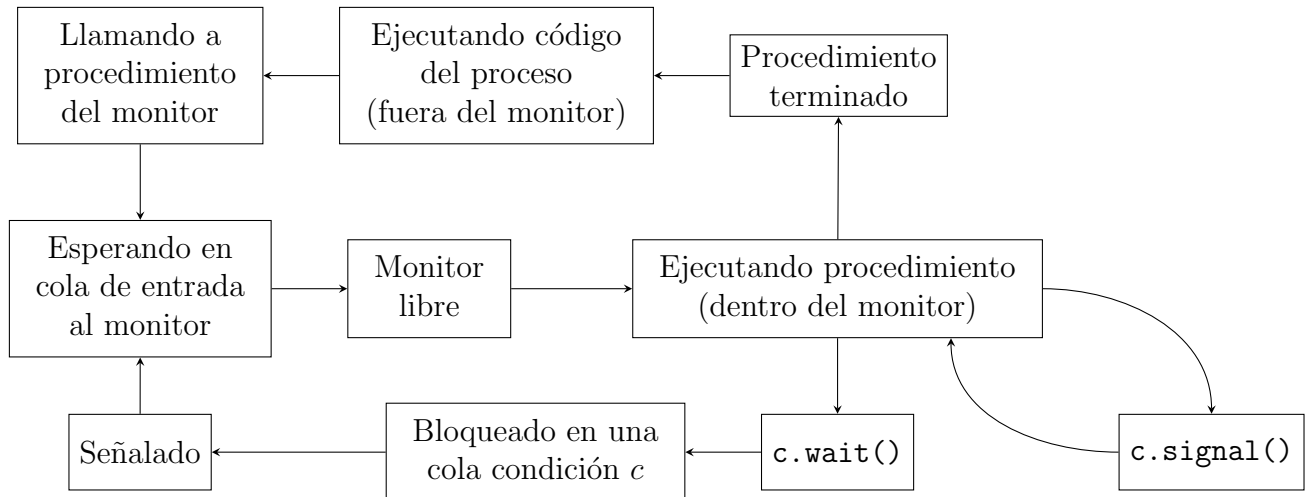 Llamando a
procedimiento
del monitor
Ejecutando código
del proceso
(fuera del monitor)
Procedimiento
terminado
Esperando en
cola de entrada
al monitor
Monitor
libre
Ejecutando procedimiento
(dentro del monitor)
Señalado
Bloqueado en una
cola condición c
c.wait()
c.signal()